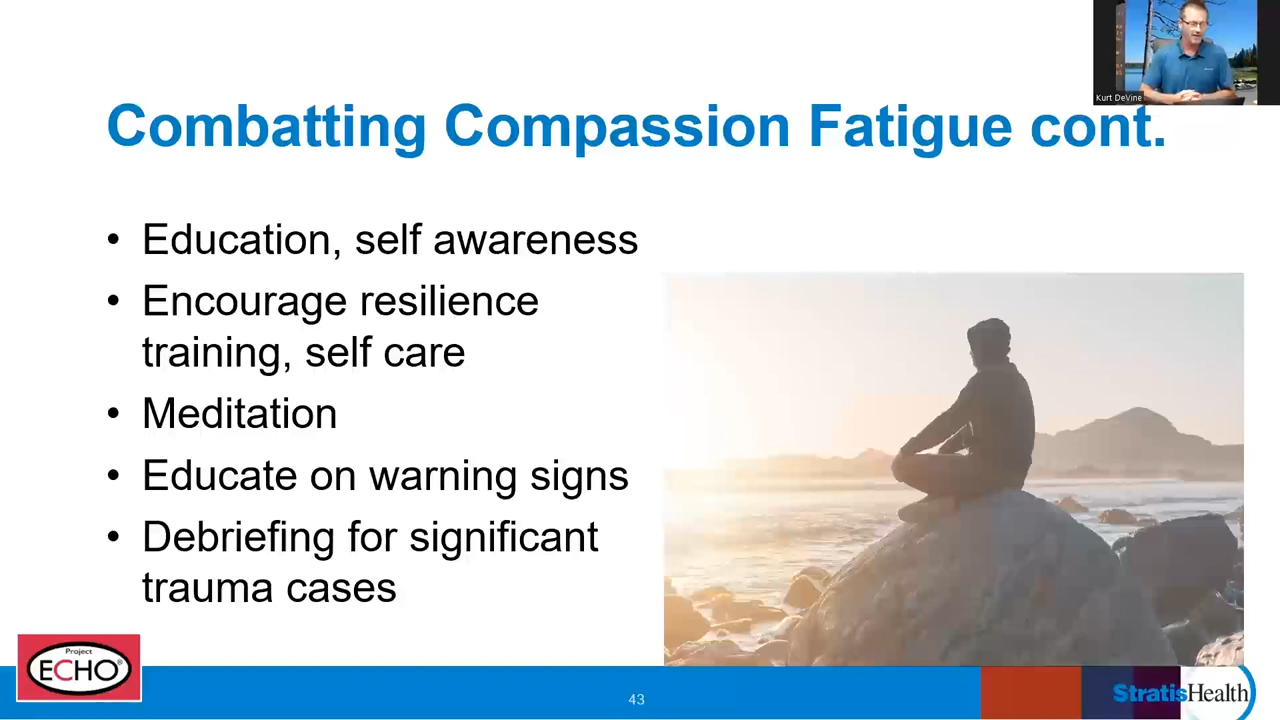 Kurt DeVine
Combatting Compassion Fatigue cont.
• Education, self awareness
• Encourage resilience
training, self care
• Meditation
• Educate on warning signs
• Debriefing for significant
trauma cases
Project
ECHO®
43
StratisHealth